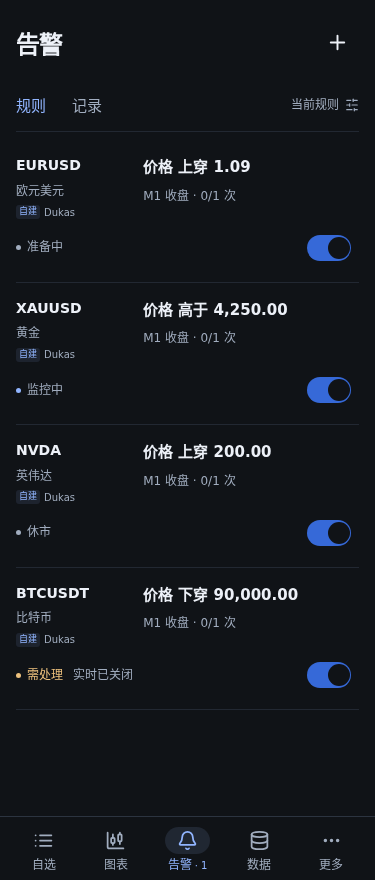 告警
规则 记录 当前规则
EURUSD 价格 上穿 1.09
欧元美元 M1 收盘 · 0/1 次
自建 Dukas
准备中
XAUUSD 价格 高于 4,250.00
黄金 M1 收盘 · 0/1 次
自建 Dukas
监控中
NVDA 价格 上穿 200.00
英伟达 M1 收盘 · 0/1 次
自建 Dukas
休市
BTCUSDT 价格 下穿 90,000.00
比特币 M1 收盘 · 0/1 次
自建 Dukas
需处理 实时已关闭
自选 图表 告警 · 1 数据 更多